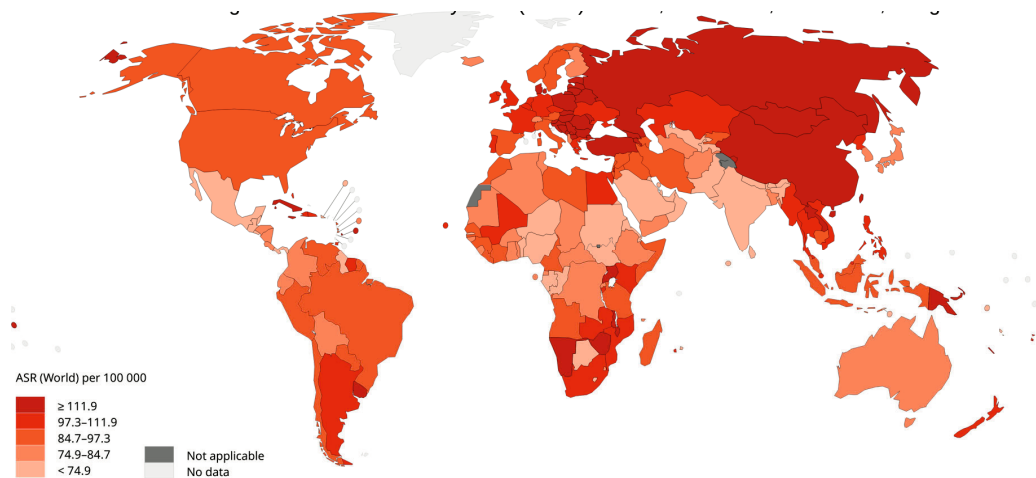 ASR (World) per 100 000
≥ 111.9
97.3–111.9
84.7–97.3
74.9–84.7
< 74.9
Not applicable
No data